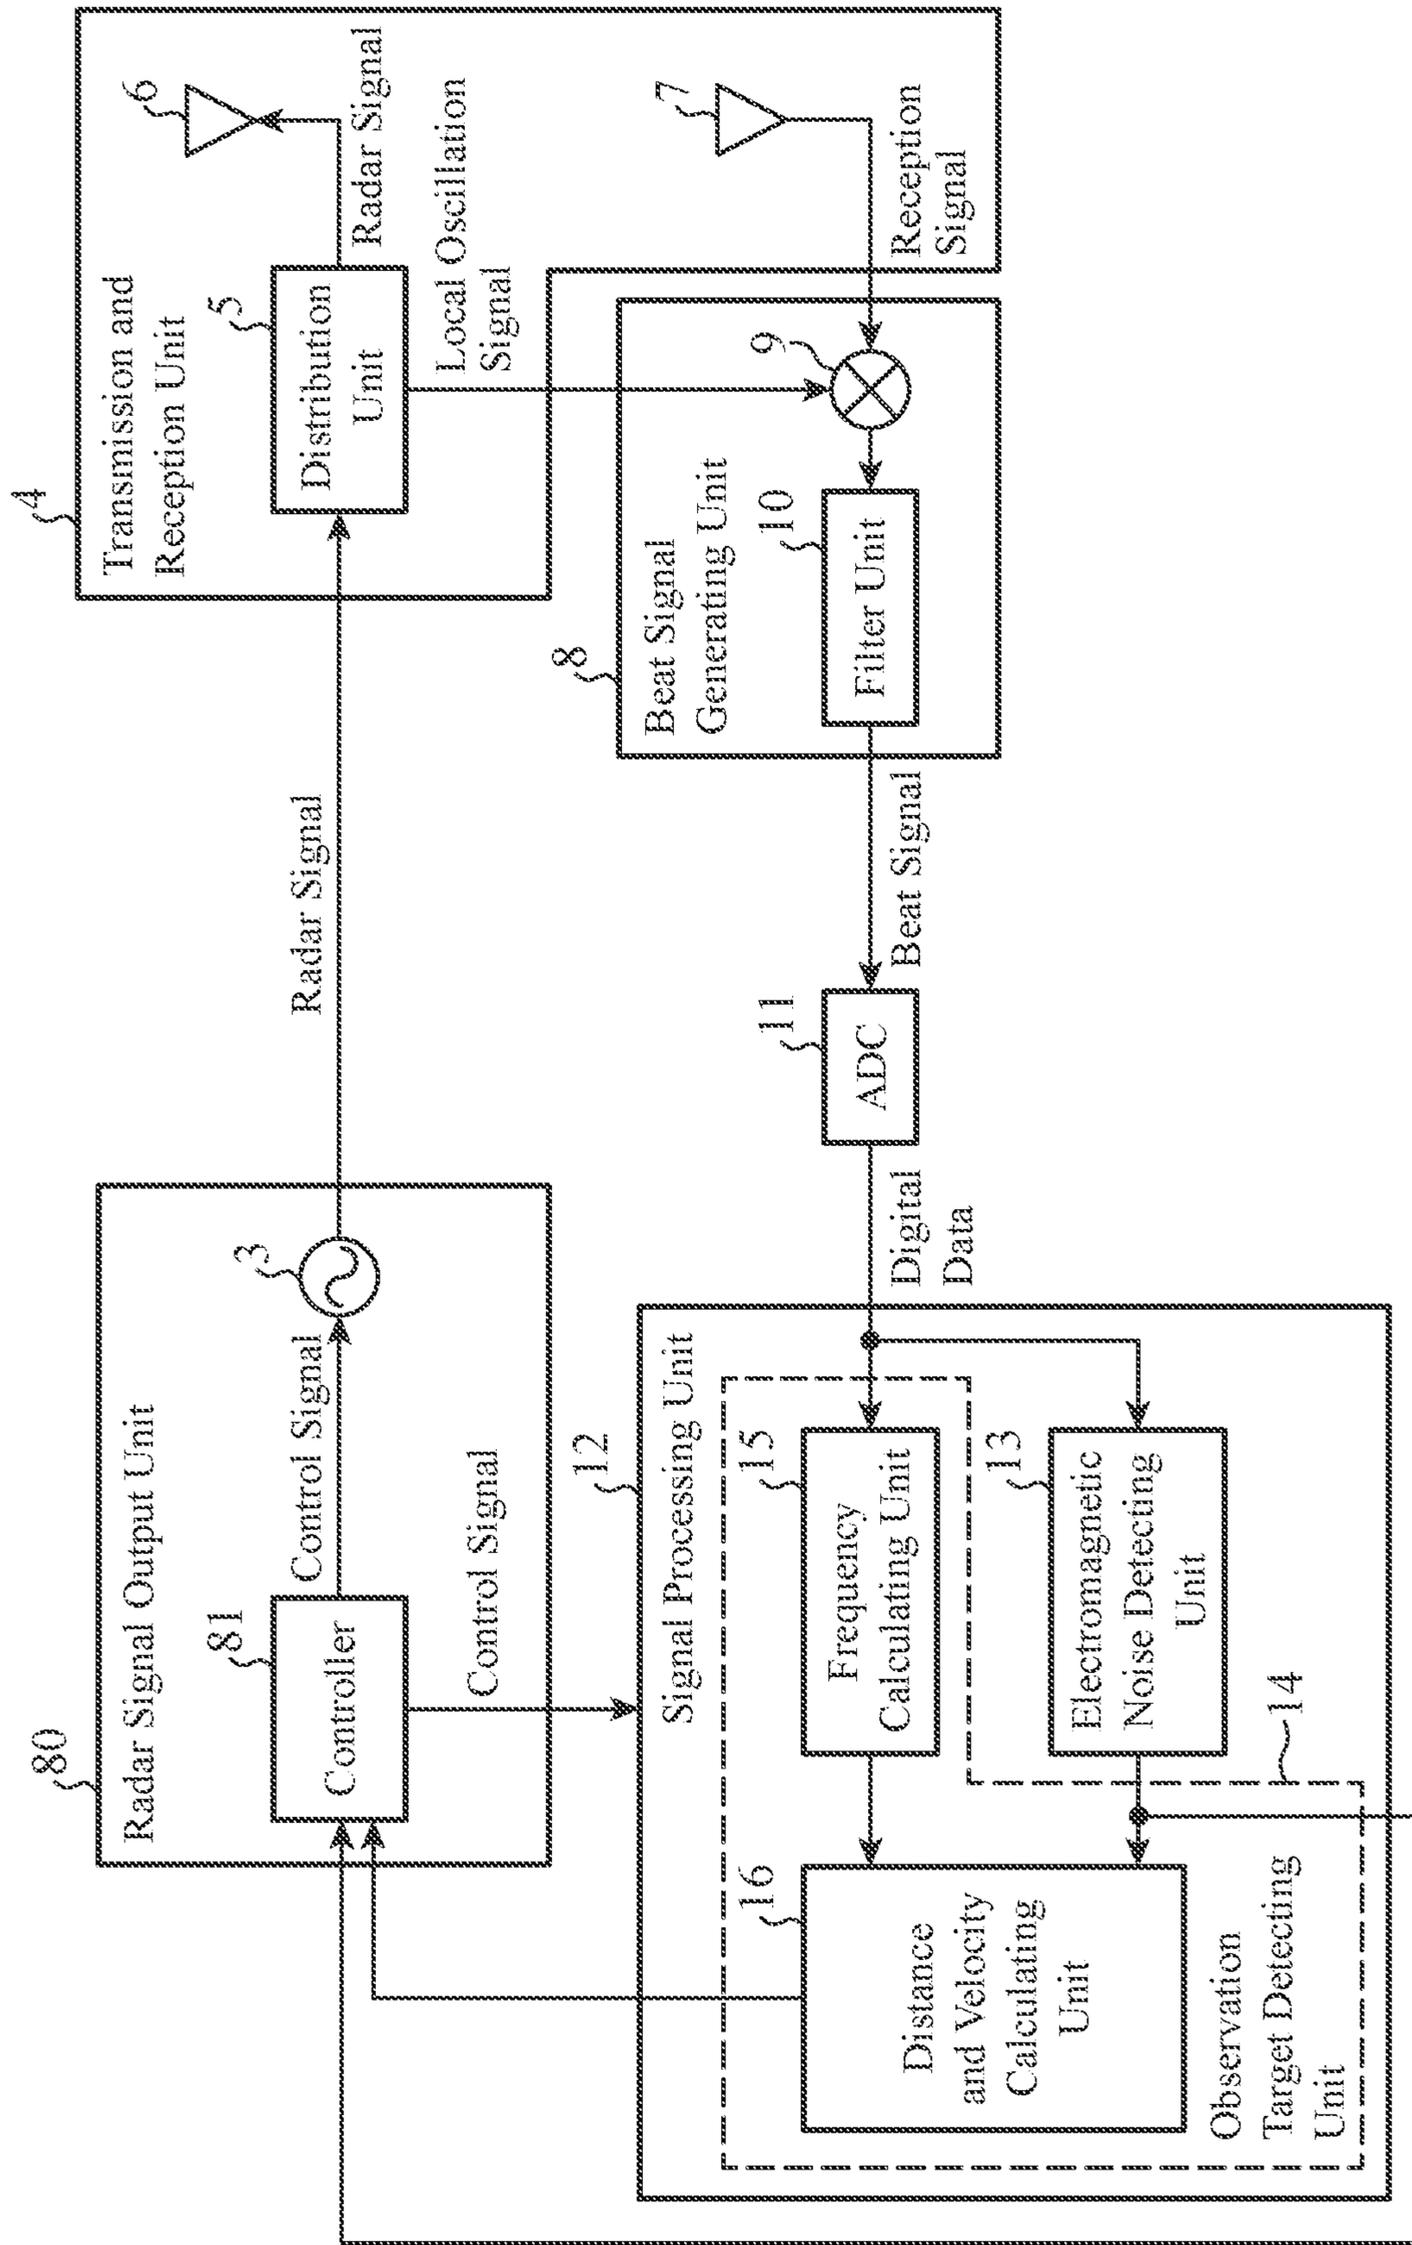 80
Radar Signal Output Unit
81
Controller
Control Signal
3
Control Signal
Radar Signal
4
Transmission and
Reception Unit
5
Distribution
Unit
Radar Signal
6
Local Oscillation
Signal
7
Reception
Signal
8
Beat Signal
Generating Unit
9
10
Filter Unit
Beat Signal
11
ADC
Digital
Data
12
Signal Processing Unit
15
Frequency
Calculating Unit
13
Electromagnetic
Noise Detecting
Unit
16
Distance
and Velocity
Calculating
Unit
14
Observation
Target Detecting
Unit